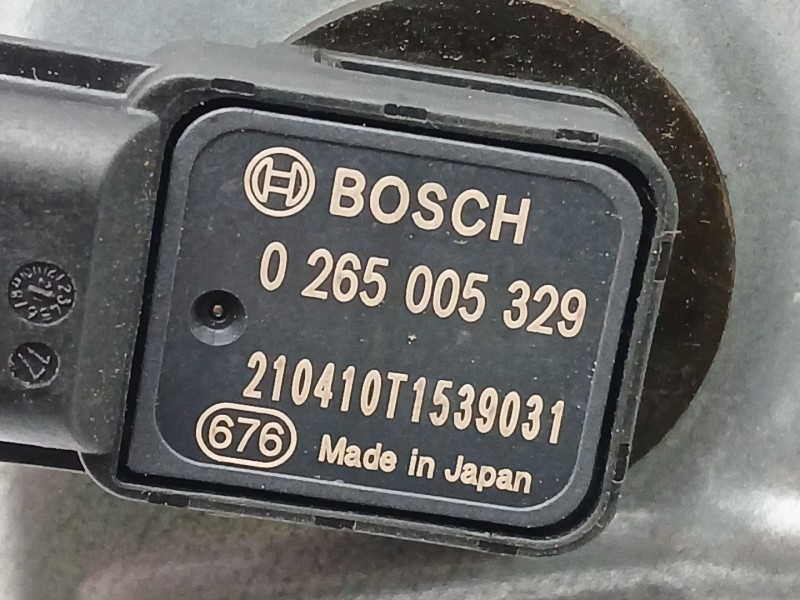 BOSCH
0 265 005 329
210410T1539031
676 Made in Japan